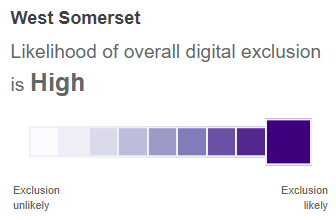 West Somerset
Likelihood of overall digital exclusion
is High
Exclusion
unlikely
Exclusion
likely